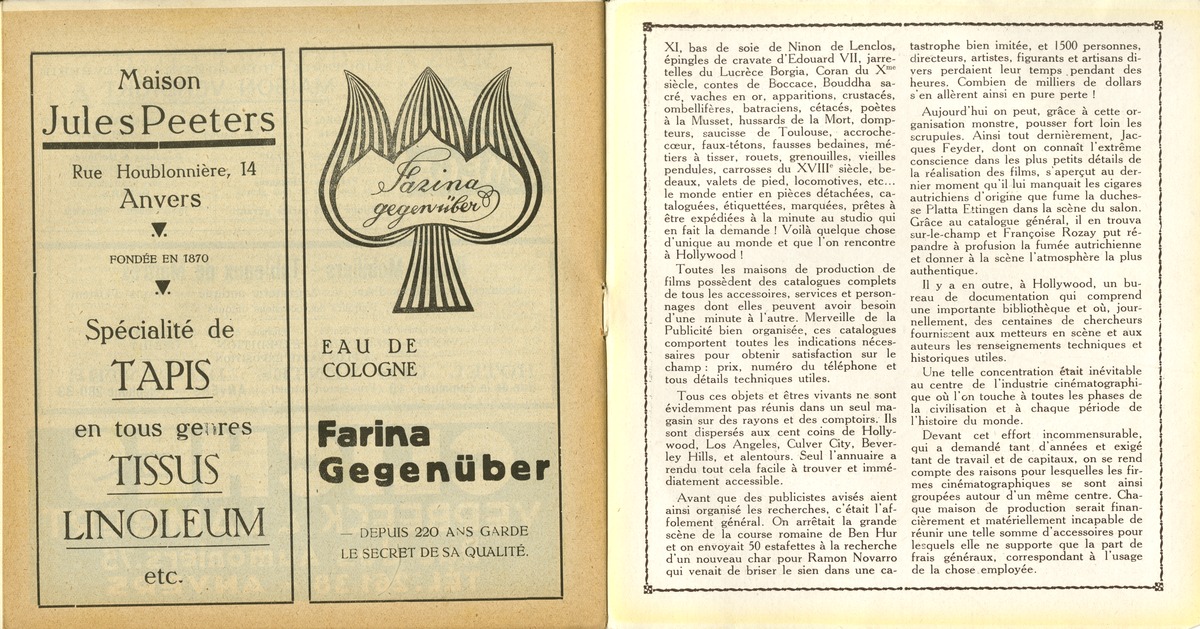 Maison
Jules Peeters
Rue Houblonnière, 14
Anvers
FONDÉE EN 1870
Spécialité de
TAPIS
en tous genres
TISSUS
LINOLEUM
etc.
Farina
gegenüber
EAU DE
COLOGNE
Farina
Gegenüber
— DEPUIS 220 ANS GARDE
LE SECRET DE SA QUALITÉ.
XI, bas de soie de Ninon de Lenclos,
épingles de cravate d'Edouard VII, jarre-
telles du Lucrèce Borgia, Coran du Xme
siècle, contes de Boccace, Bouddha sa-
cré, vaches en or, apparitions, crustacés,
ombellifères, batraciens, cétacés, poètes
à la Musset, hussards de la Mort, domp-
teurs, saucisse de Toulouse, accroche-
cœur, faux-tétons, fausses bedaines, mé-
tiers à tisser, rouets, grenouilles, vieilles
pendules, carrosses du XVIIIe siècle, be-
deaux, valets de pied, locomotives, etc...
le monde entier en pièces détachées, ca-
taloguées, étiquettées, marquées, prêtes à
être expédiées à la minute au studio qui
en fait la demande ! Voilà quelque chose
d'unique au monde et que l'on rencontre
à Hollywood !
Toutes les maisons de production de
films possèdent des catalogues complets
de tous les accessoires, services et person-
nages dont elles peuvent avoir besoin
d'une minute à l'autre. Merveille de la
Publicité bien organisée, ces catalogues
comportent toutes les indications néces-
saires pour obtenir satisfaction sur le
champ : prix, numéro du téléphone et
tous détails techniques utiles.
Tous ces objets et êtres vivants ne sont
évidemment pas réunis dans un seul ma-
gasin sur des rayons et des comptoirs. Ils
sont dispersés aux cent coins de Holly-
wood, Los Angeles, Culver City, Bever-
ley Hills, et alentours. Seul l'annuaire a
rendu tout cela facile à trouver et immé-
diatement accessible.
Avant que des publicistes avisés aient
ainsi organisé les recherches, c'était l'af-
folement général. On arrêtait la grande
scène de la course romaine de Ben Hur
et on envoyait 50 estafettes à la recherche
d'un nouveau char pour Ramon Novarro
qui venait de briser le sien dans une ca-
tastrophe bien imitée, et 1500 personnes,
directeurs, artistes, figurants et artisans di-
vers perdaient leur temps pendant des
heures. Combien de milliers de dollars
s'en allèrent ainsi en pure perte !
Aujourd'hui on peut, grâce à cette or-
ganisation monstre, pousser fort loin les
scrupules. Ainsi tout dernièrement, Jac-
ques Feyder, dont on connaît l'extrême
conscience dans les plus petits détails de
la réalisation des films, s'aperçut au der-
nier moment qu'il lui manquait les cigares
autrichiens d'origine que fume la duches-
se Platta Ettingen dans la scène du salon.
Grâce au catalogue général, il en trouva
sur-le-champ et Françoise Rozay put ré-
pandre à profusion la fumée autrichienne
et donner à la scène l'atmosphère la plus
authentique.
Il y a en outre, à Hollywood, un bu-
reau de documentation qui comprend
une importante bibliothèque et où, jour-
nellement, des centaines de chercheurs
fournissent aux metteurs en scène et aux
auteurs les renseignements techniques et
historiques utiles.
Une telle concentration était inévitable
au centre de l'industrie cinématographi-
que où l'on touche à toutes les phases de
la civilisation et à chaque période de
l'histoire du monde.
Devant cet effort incommensurable,
qui a demandé tant d'années et exigé
tant de travail et de capitaux, on se rend
compte des raisons pour lesquelles les fir-
mes cinématographiques se sont ainsi
groupées autour d'un même centre. Cha-
que maison de production serait finan-
cièrement et matériellement incapable de
réunir une telle somme d'accessoires pour
lesquels elle ne supporte que la part de
frais généraux, correspondant à l'usage
de la chose employée.